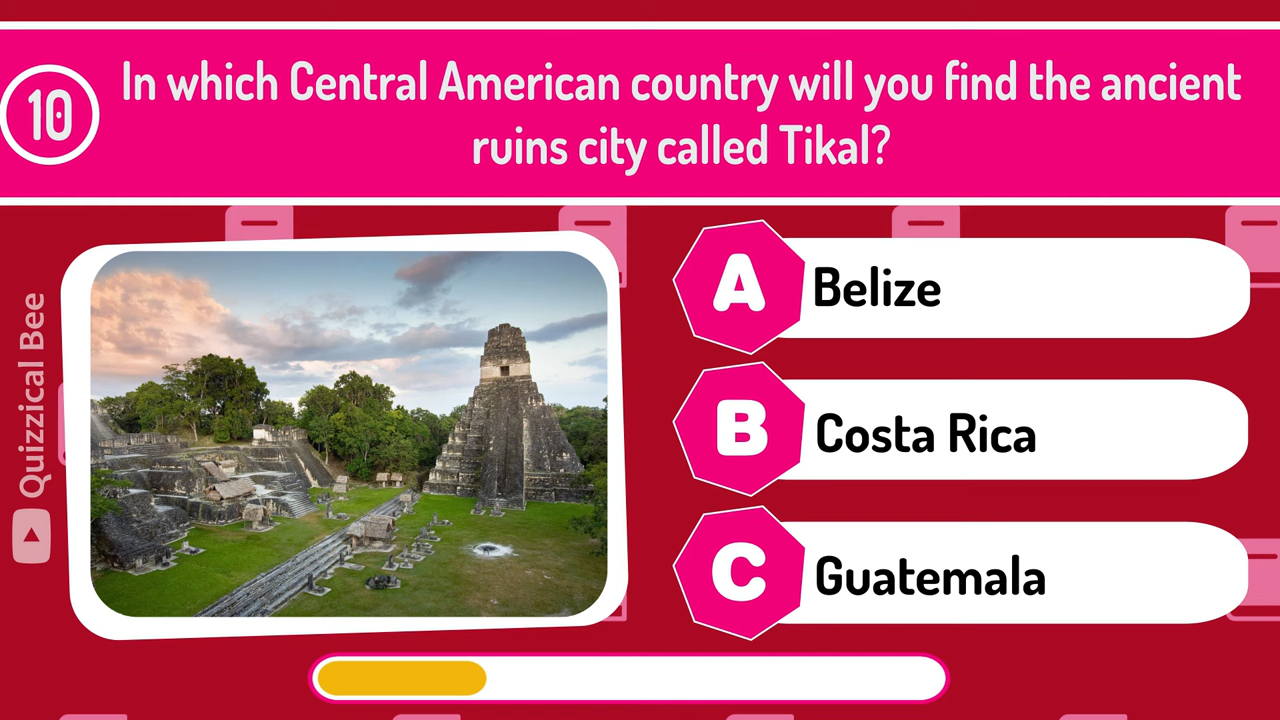 10
In which Central American country will you find the ancient
ruins city called Tikal?
Quizzical Bee
A
Belize
B
Costa Rica
C
Guatemala